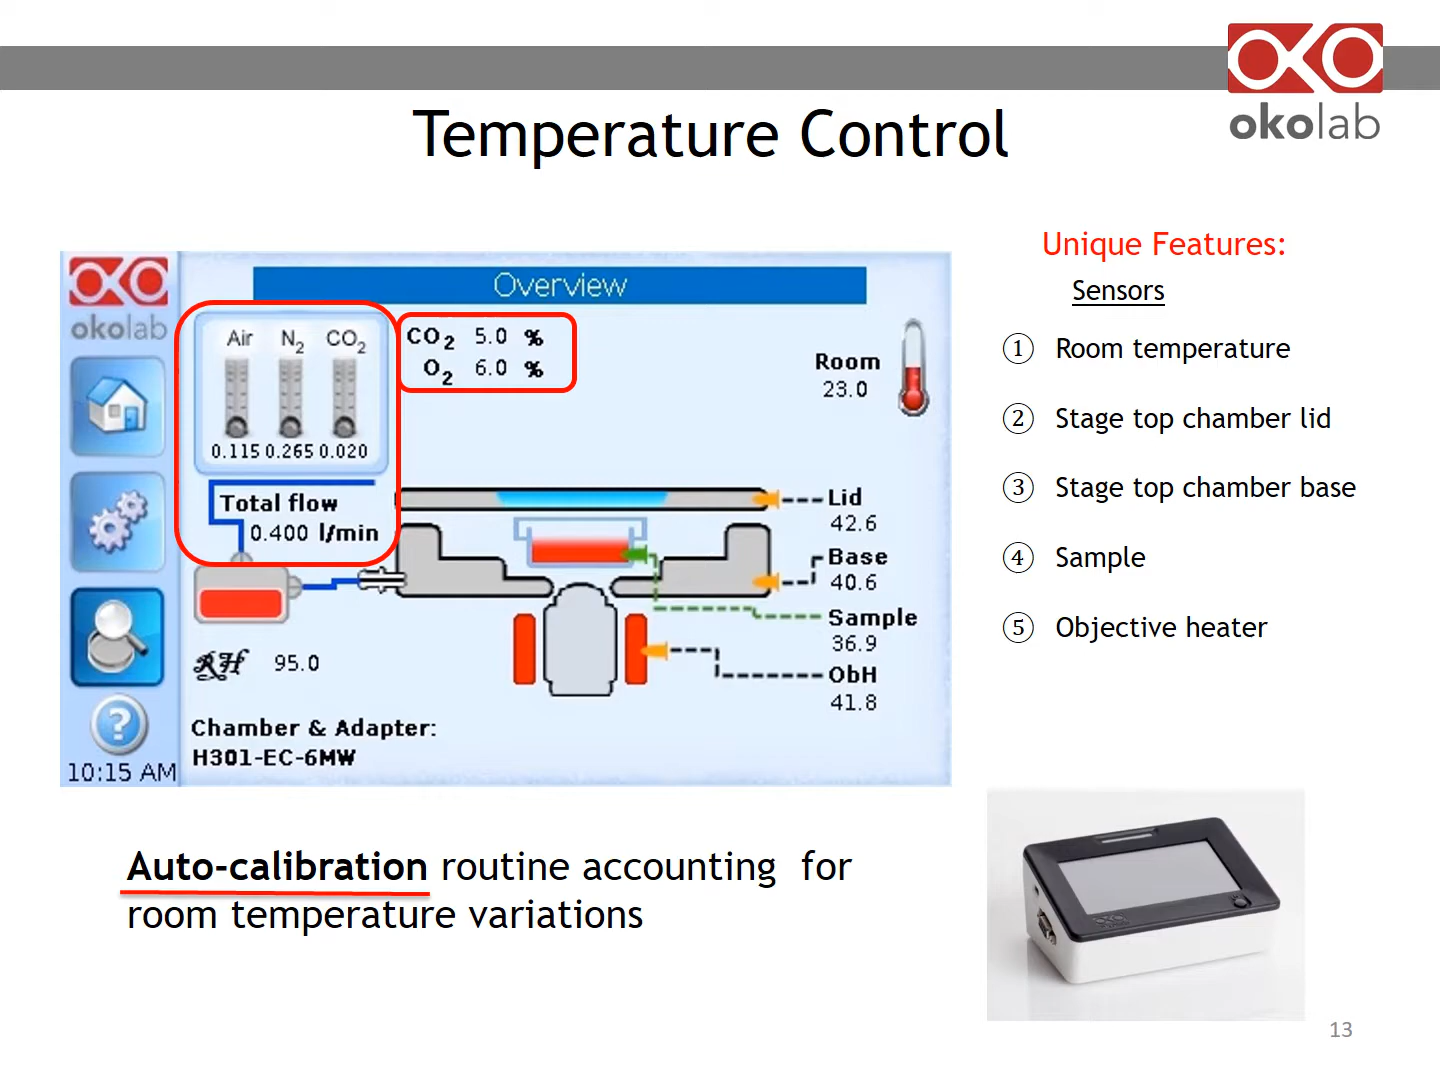 okolab
Temperature Control
okolab
Overview
Air N2 CO2
0.115 0.265 0.020
Total flow
0.400 l/min
CO2 5.0 %
O2 6.0 %
Room
23.0
Lid
42.6
Base
40.6
Sample
36.9
ObH
41.8
RH 95.0
Chamber & Adapter:
H301-EC-6MW
?
10:15 AM
Unique Features:
Sensors
① Room temperature
② Stage top chamber lid
③ Stage top chamber base
④ Sample
⑤ Objective heater
Auto-calibration routine accounting for
room temperature variations
13